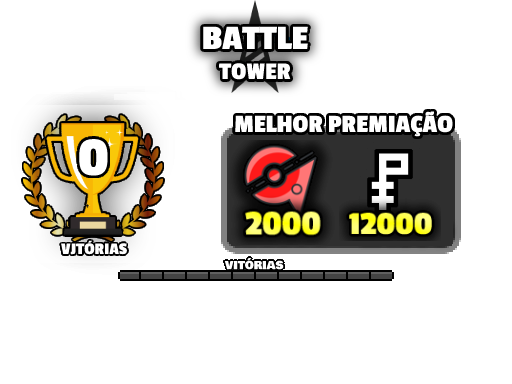 BATTLE
TOWER
MELHOR PREMIAÇÃO
0
2000
12000
VITÓRIAS
VITÓRIAS